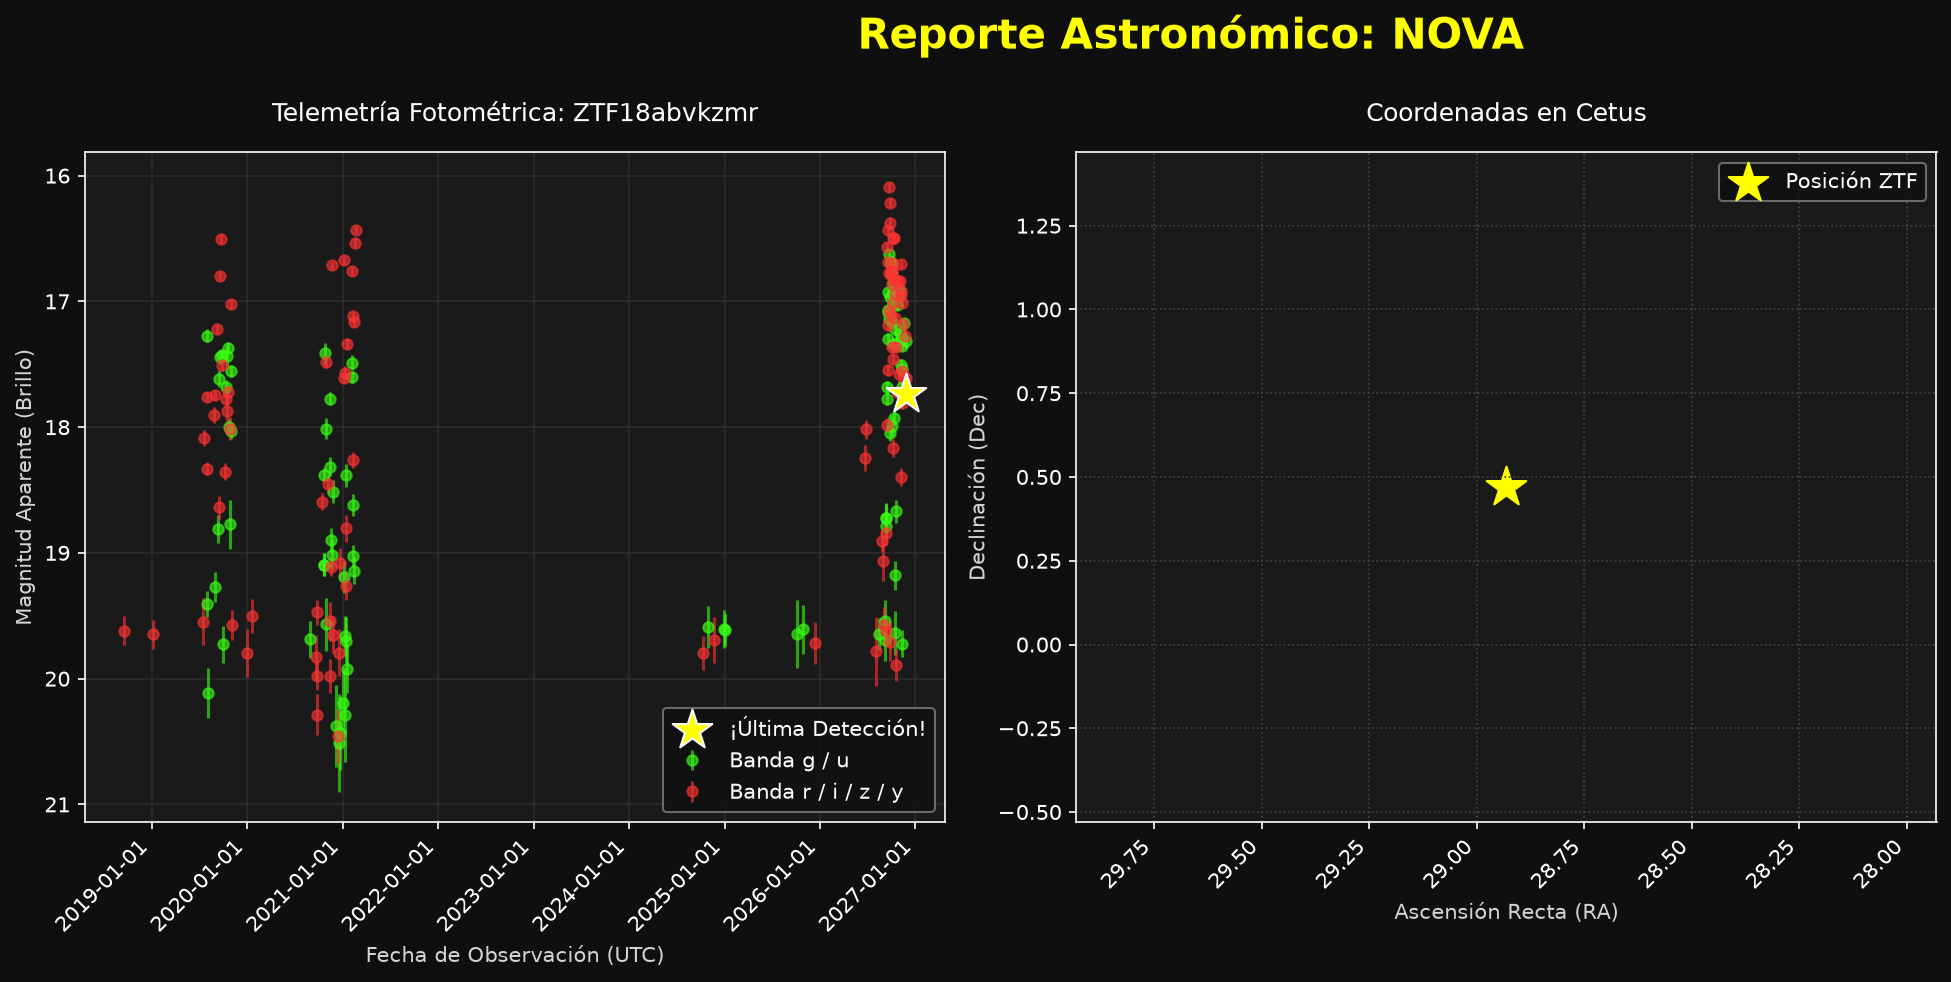 Reporte Astronómico: NOVA
Telemetría Fotométrica: ZTF18abvkzmr
Magnitud Aparente (Brillo)
16
17
18
19
20
21
¡Última Detección!
Banda g / u
Banda r / i / z / y
2019-01-01
2020-01-01
2021-01-01
2022-01-01
2023-01-01
2024-01-01
2025-01-01
2026-01-01
2027-01-01
Fecha de Observación (UTC)
Coordenadas en Cetus
Posición ZTF
Declinación (Dec)
1.25
1.00
0.75
0.50
0.25
0.00
−0.25
−0.50
29.75
29.50
29.25
29.00
28.75
28.50
28.25
28.00
Ascensión Recta (RA)